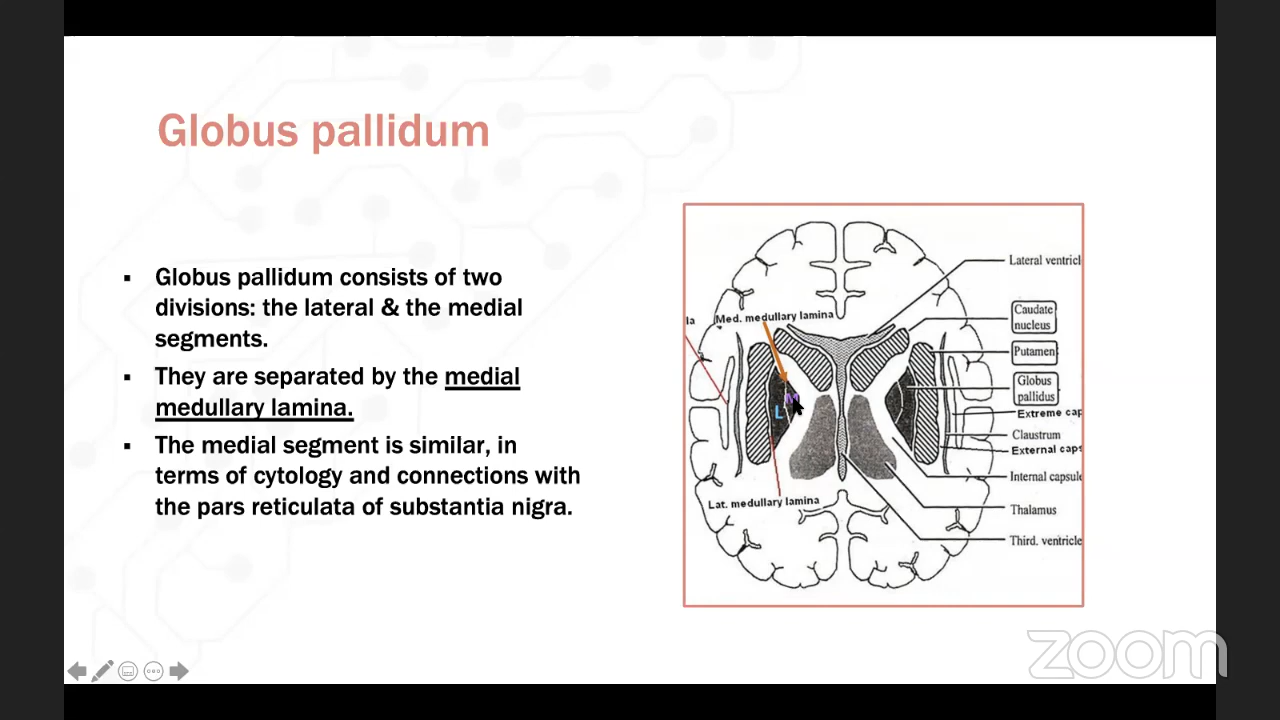 Globus pallidum
▪ Globus pallidum consists of two
divisions: the lateral & the medial
segments.
▪ They are separated by the medial
medullary lamina.
▪ The medial segment is similar, in
terms of cytology and connections with
the pars reticulata of substantia nigra.
Lateral ventricl
la
Med. medullary lamina
Caudate
nucleus
Putamen
Globus
pallidus
M
L
Extreme cap
Claustrum
External caps
Internal capsule
Lat. medullary lamina
Thalamus
Third. ventricle
zoom